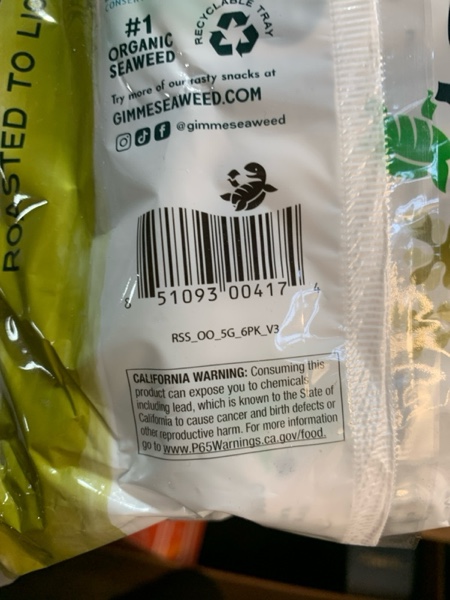 CONSER
#1
ORGANIC
SEAWEED
RECYCLABLE TRAY
Try more of our tasty snacks at
GIMMESEAWEED.COM
@gimmeseaweed
ROASTED TO
8 51093 00417 4
RSS_OO_5G_6PK_V3
CALIFORNIA WARNING: Consuming this
product can expose you to chemicals
including lead, which is known to the State of
California to cause cancer and birth defects or
other reproductive harm. For more information
go to www.P65Warnings.ca.gov/food.